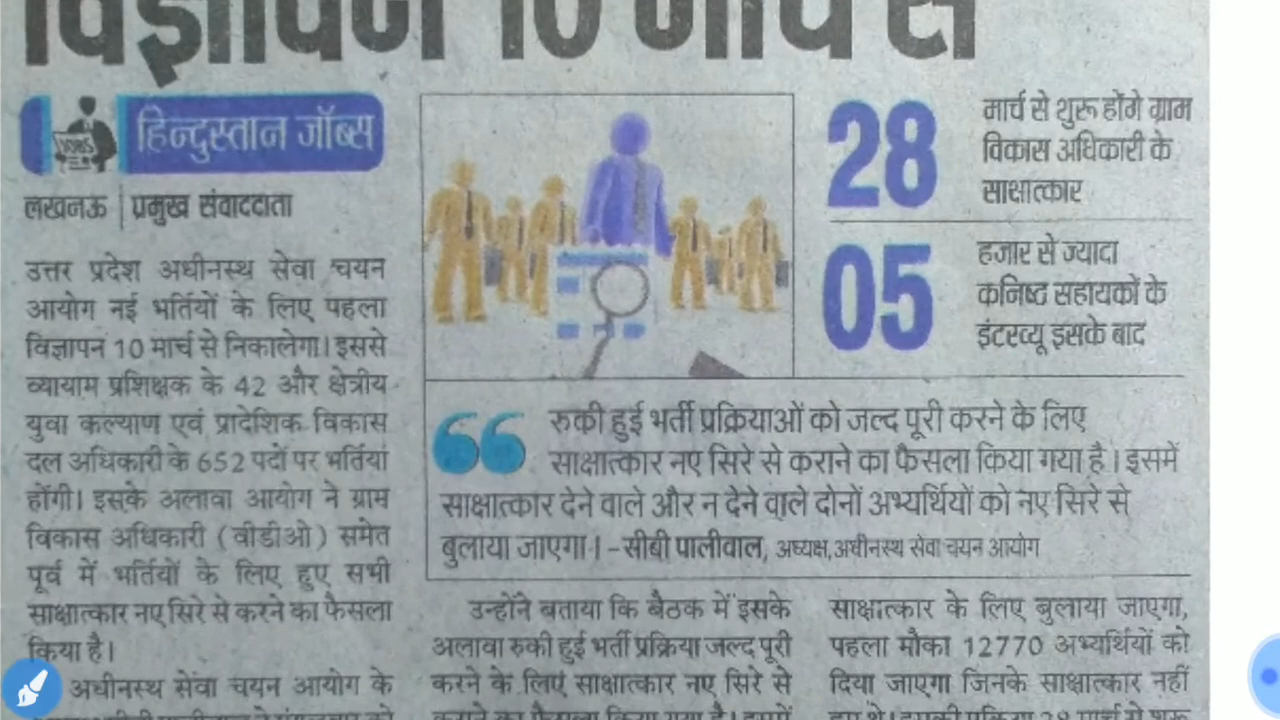 विज्ञापन 10 मार्च से
हिन्दुस्तान जॉब्स
JOBS
लखनऊ | प्रमुख संवाददाता
उत्तर प्रदेश अधीनस्थ सेवा चयन
आयोग नई भर्तियों के लिए पहला
विज्ञापन 10 मार्च से निकालेगा। इससे
व्यायाम प्रशिक्षक के 42 और क्षेत्रीय
युवा कल्याण एवं प्रादेशिक विकास
दल अधिकारी के 652 पदों पर भर्तियां
होंगी। इसके अलावा आयोग ने ग्राम
विकास अधिकारी (वीडीओ) समेत
पूर्व में भर्तियों के लिए हुए सभी
साक्षात्कार नए सिरे से करने का फैसला
किया है।
अधीनस्थ सेवा चयन आयोग के
28
मार्च से शुरू होंगे ग्राम
विकास अधिकारी के
साक्षात्कार
05
हजार से ज्यादा
कनिष्ट सहायकों के
इंटरव्यू इसके बाद
रुकी हुई भर्ती प्रक्रियाओं को जल्द पूरी करने के लिए
साक्षात्कार नए सिरे से कराने का फैसला किया गया है। इसमें
साक्षात्कार देने वाले और न देने वाले दोनों अभ्यर्थियों को नए सिरे से
बुलाया जाएगा। -सीबी पालीवाल, अध्यक्ष,अधीनस्थ सेवा चयन आयोग
उन्होंने बताया कि बैठक में इसके
अलावा रुकी हुई भर्ती प्रक्रिया जल्द पूरी
करने के लिए साक्षात्कार नए सिरे से
साक्षात्कार के लिए बुलाया जाएगा,
पहला मौका 12770 अभ्यर्थियों को
दिया जाएगा जिनके साक्षात्कार नहीं